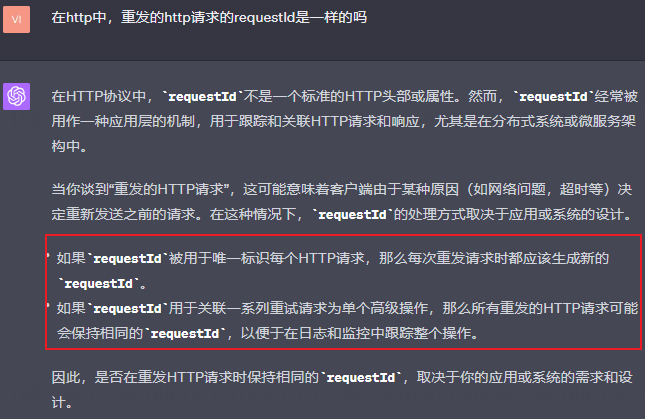 VI
在http中，重发的http请求的requestId是一样的吗
在HTTP协议中，`requestId`不是一个标准的HTTP头部或属性。然而，`requestId`经常被
用作一种应用层的机制，用于跟踪和关联HTTP请求和响应，尤其是在分布式系统或微服务架
构中。
当你谈到“重发的HTTP请求”，这可能意味着客户端由于某种原因（如网络问题，超时等）决
定重新发送之前的请求。在这种情况下，`requestId`的处理方式取决于应用或系统的设计。
如果`requestId`被用于唯一标识每个HTTP请求，那么每次重发请求时都应该生成新的
`requestId`。
如果`requestId`用于关联一系列重试请求为单个高级操作，那么所有重发的HTTP请求可能
会保持相同的`requestId`，以便于在日志和监控中跟踪整个操作。
因此，是否在重发HTTP请求时保持相同的`requestId`，取决于你的应用或系统的需求和设
计。